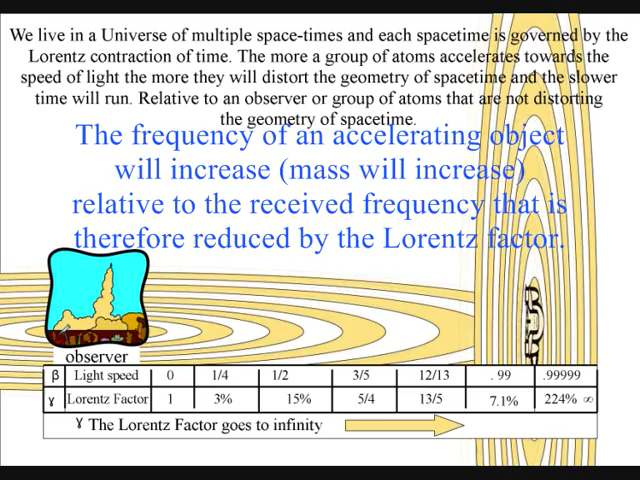 We live in a Universe of multiple space-times and each spacetime is governed by the
Lorentz contraction of time. The more a group of atoms accelerates towards the
speed of light the more they will distort the geometry of spacetime and the slower
time will run. Relative to an observer or group of atoms that are not distorting
the geometry of spacetime.
The frequency of an accelerating object
will increase (mass will increase)
relative to the received frequency that is
therefore reduced by the Lorentz factor.
observer
β Light speed 0 1/4 1/2 3/5 12/13 . 99 .99999
γ Lorentz Factor 1 3% 15% 5/4 13/5 7.1% 224% ∞
γ The Lorentz Factor goes to infinity